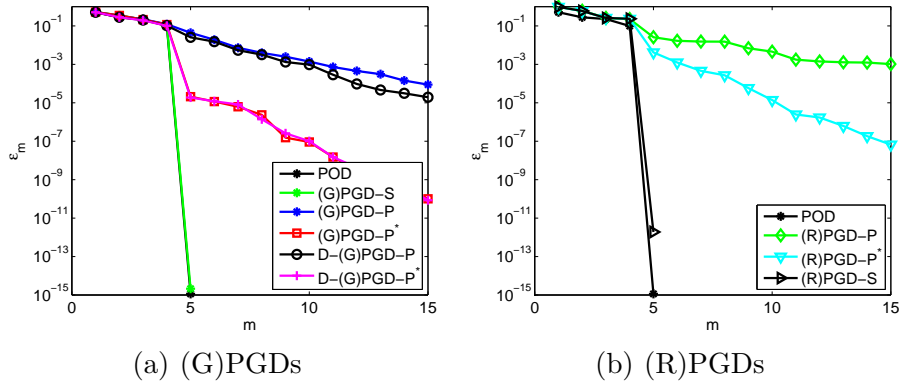 10^-1
10^-3
10^-5
10^-7
10^-9
10^-11
10^-13
10^-15
ε_m
0 5 10 15
m
POD
(G)PGD−S
(G)PGD−P
(G)PGD−P*
D−(G)PGD−P
D−(G)PGD−P*
(a) (G)PGDs
10^-1
10^-3
10^-5
10^-7
10^-9
10^-11
10^-13
10^-15
ε_m
0 5 10 15
m
POD
(R)PGD−P
(R)PGD−P*
(R)PGD−S
(b) (R)PGDs